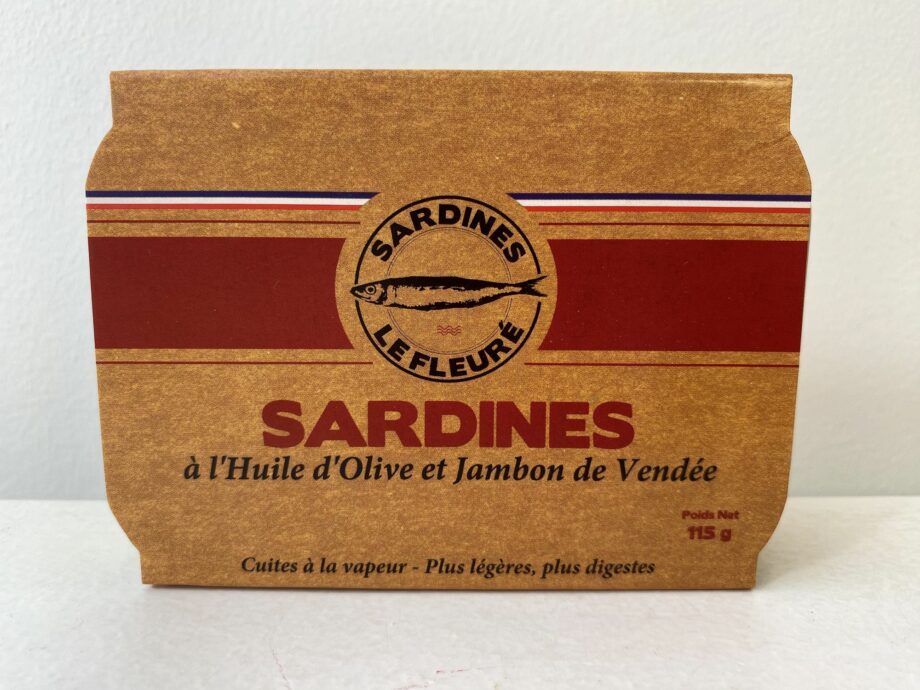 SARDINES
LE FLEURÉ
SARDINES
à l'Huile d'Olive et Jambon de Vendée
Poids Net
115 g
Cuites à la vapeur - Plus légères, plus digestes